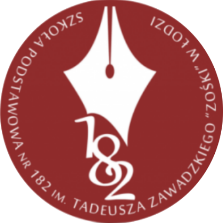 SZKOŁA PODSTAWOWA NR 182 IM. TADEUSZA ZAWADZKIEGO „ZOŚKI” W ŁODZI
182